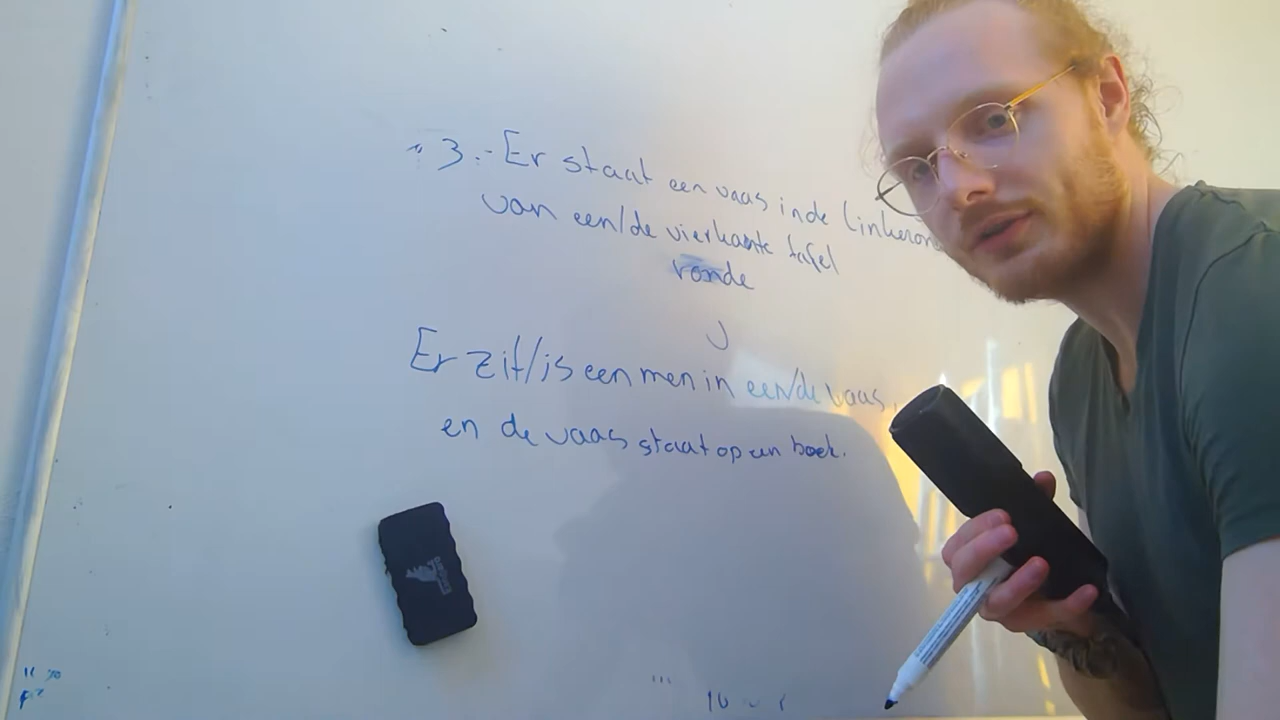 " 3.- Er staat een vaas in de linkeron
van een/de vierkante tafel
ronde
Er zit/is een men in een/de vaas,
en de vaas staat op een boek.